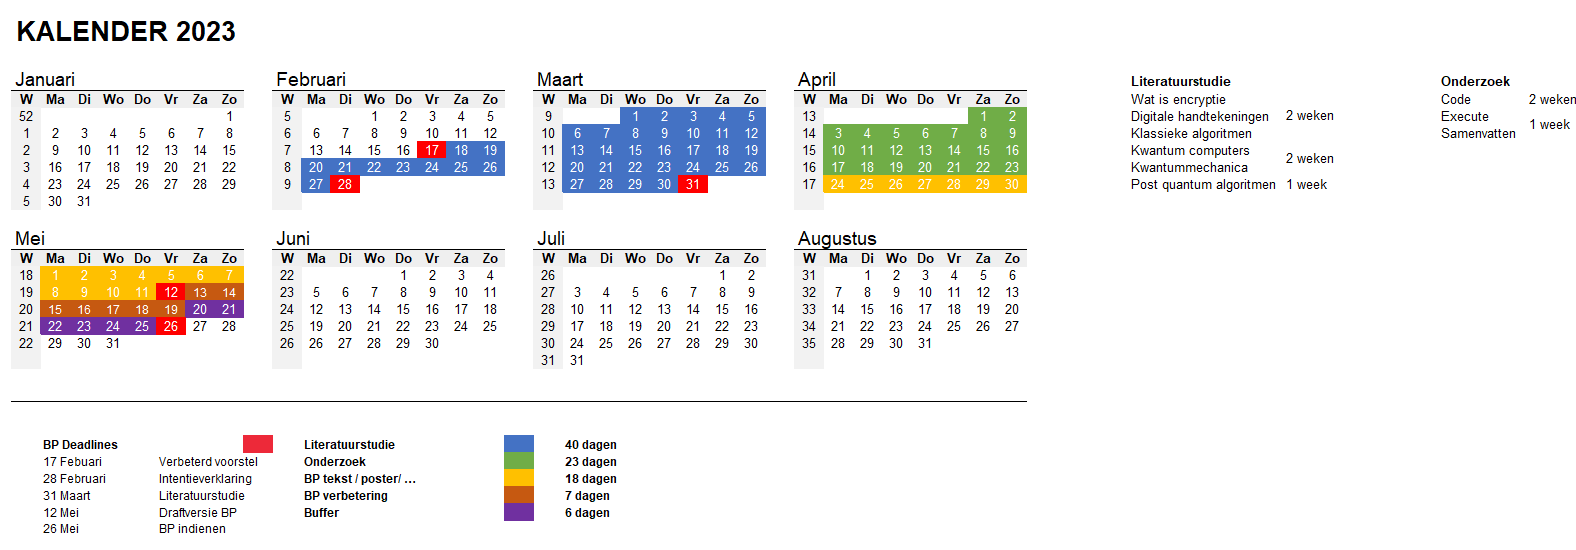 KALENDER 2023
Januari Februari Maart April
W Ma Di Wo Do Vr Za Zo W Ma Di Wo Do Vr Za Zo W Ma Di Wo Do Vr Za Zo W Ma Di Wo Do Vr Za Zo
52 1 5 1 2 3 4 5 9 1 2 3 4 5 13 1 2
1 2 3 4 5 6 7 8 6 6 7 8 9 10 11 12 10 6 7 8 9 10 11 12 14 3 4 5 6 7 8 9
2 9 10 11 12 13 14 15 7 13 14 15 16 17 18 19 11 13 14 15 16 17 18 19 15 10 11 12 13 14 15 16
3 16 17 18 19 20 21 22 8 20 21 22 23 24 25 26 12 20 21 22 23 24 25 26 16 17 18 19 20 21 22 23
4 23 24 25 26 27 28 29 9 27 28 13 27 28 29 30 31 17 24 25 26 27 28 29 30
5 30 31
Literatuurstudie
Wat is encryptie
Digitale handtekeningen 2 weken
Klassieke algoritmen
Kwantum computers
2 weken
Kwantummechanica
Post quantum algoritmen 1 week
Onderzoek
Code 2 weken
Execute
1 week
Samenvatten
Mei Juni Juli Augustus
W Ma Di Wo Do Vr Za Zo W Ma Di Wo Do Vr Za Zo W Ma Di Wo Do Vr Za Zo W Ma Di Wo Do Vr Za Zo
18 1 2 3 4 5 6 7 22 1 2 3 4 26 1 2 31 1 2 3 4 5 6
19 8 9 10 11 12 13 14 23 5 6 7 8 9 10 11 27 3 4 5 6 7 8 9 32 7 8 9 10 11 12 13
20 15 16 17 18 19 20 21 24 12 13 14 15 16 17 18 28 10 11 12 13 14 15 16 33 14 15 16 17 18 19 20
21 22 23 24 25 26 27 28 25 19 20 21 22 23 24 25 29 17 18 19 20 21 22 23 34 21 22 23 24 25 26 27
22 29 30 31 26 26 27 28 29 30 30 24 25 26 27 28 29 30 35 28 29 30 31
31 31
BP Deadlines Literatuurstudie 40 dagen
17 Febuari Verbeterd voorstel Onderzoek 23 dagen
28 Februari Intentieverklaring BP tekst / poster/ ... 18 dagen
31 Maart Literatuurstudie BP verbetering 7 dagen
12 Mei Draftversie BP Buffer 6 dagen
26 Mei BP indienen